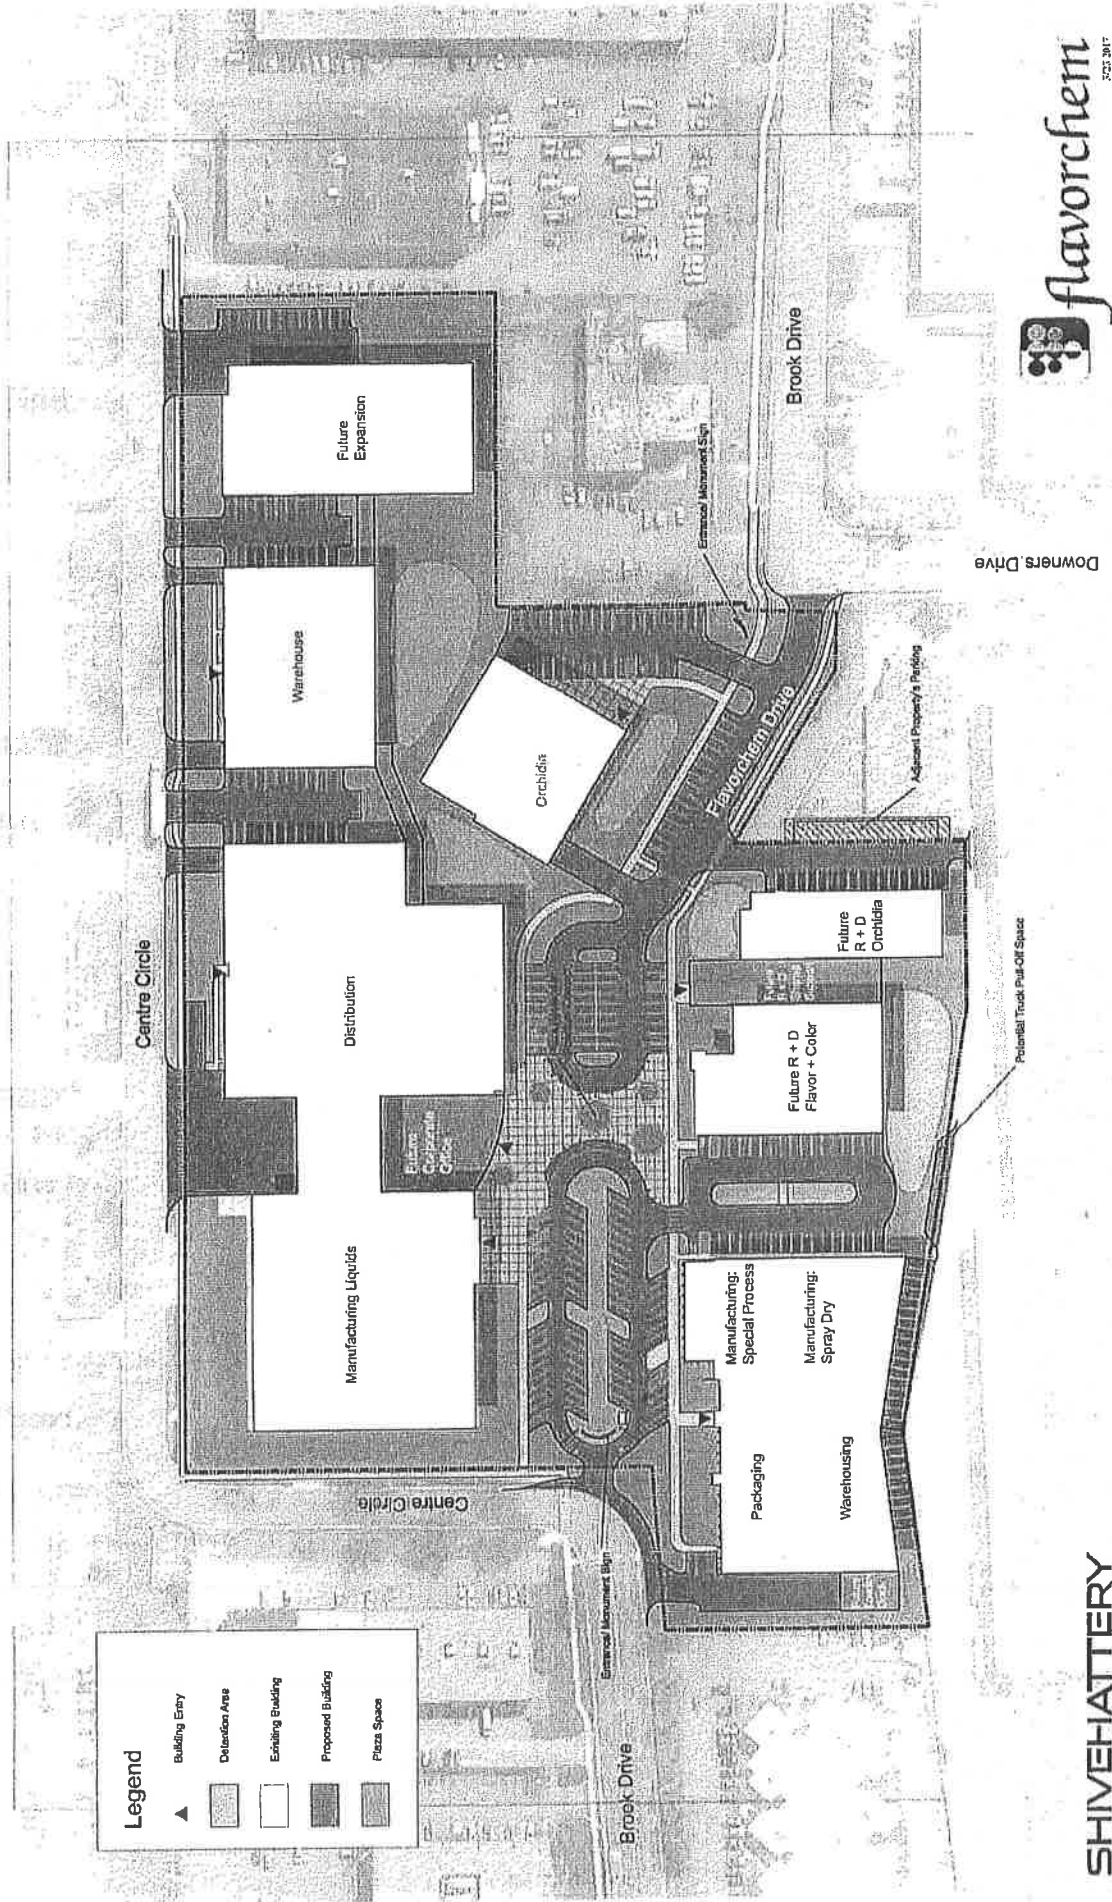 Centre Circle
Future
Expansion
Warehouse
Distribution
Manufacturing Liquids
Future
Corporate
Office
Orchidia
Centre Circle
Brook Drive
Entrance/ Monument Sign
Flavorchem Drive
Downers Drive
Adjacent Property's Parking
Future
R + D
Orchidia
Future R + D
Flavor + Color
Potential Truck Pull-Off Space
Manufacturing:
Special Process
Manufacturing:
Spray Dry
Packaging
Warehousing
Entrance/ Monument Sign
Brook Drive
Legend
Building Entry
Detention Area
Existing Building
Proposed Building
Plaza Space
SHIVEHATTERY
flavorchem